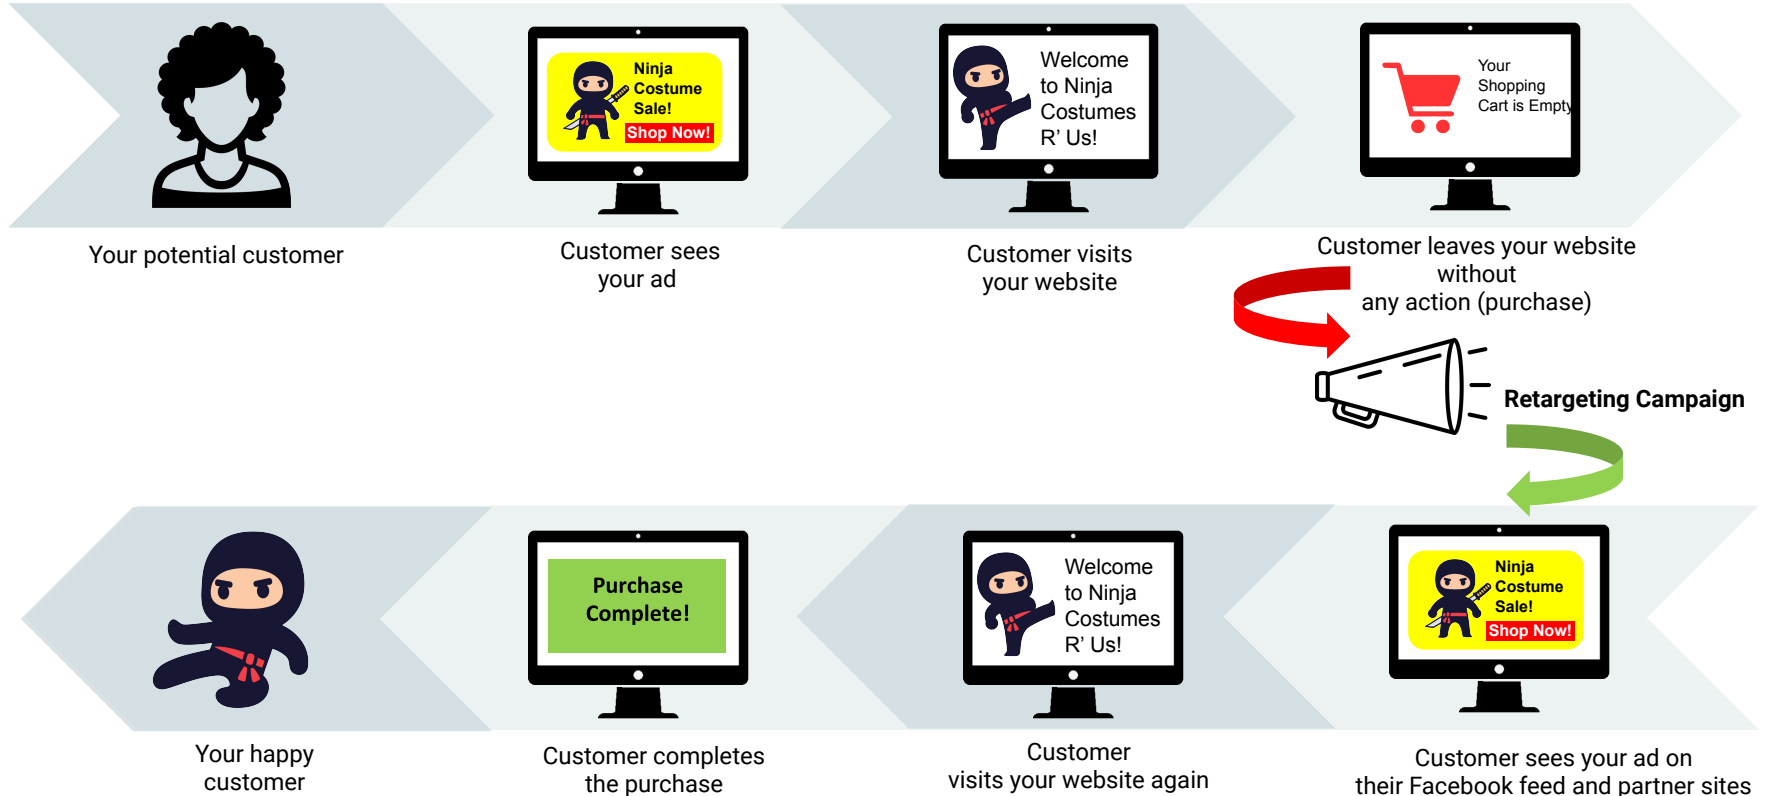 Ninja
Costume
Sale!
Shop Now!
Welcome
to Ninja
Costumes
R' Us!
Your
Shopping
Cart is Empty
Your potential customer
Customer sees
your ad
Customer visits
your website
Customer leaves your website
without
any action (purchase)
Retargeting Campaign
Ninja
Costume
Sale!
Shop Now!
Welcome
to Ninja
Costumes
R' Us!
Purchase
Complete!
Customer sees your ad on
their Facebook feed and partner sites
Customer
visits your website again
Customer completes
the purchase
Your happy
customer